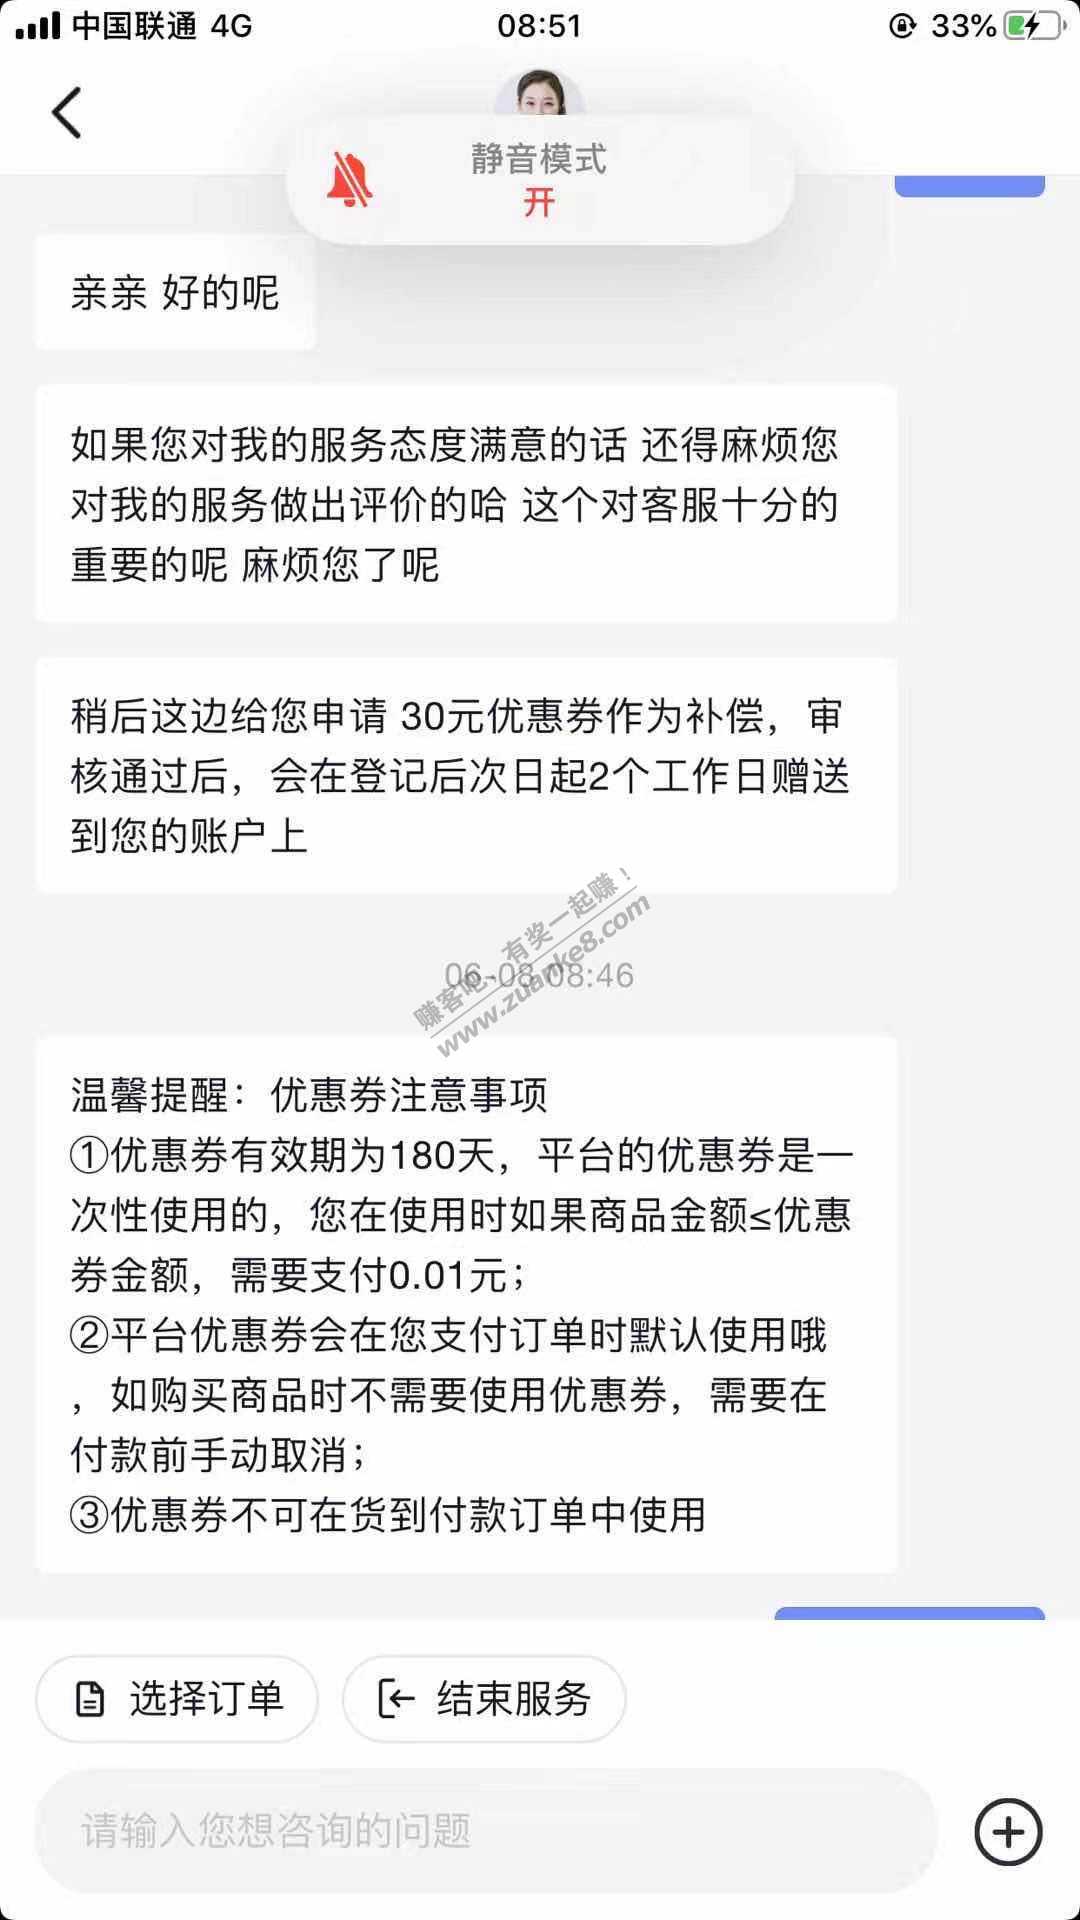 中国联通 4G 08:51 33%
静音模式
开
亲亲 好的呢
如果您对我的服务态度满意的话 还得麻烦您
对我的服务做出评价的哈 这个对客服十分的
重要的呢 麻烦您了呢
稍后这边给您申请 30元优惠券作为补偿，审
核通过后，会在登记后次日起2个工作日赠送
到您的账户上
06-08 08:46
赚客吧，有奖一起赚！
www.zuanke8.com
温馨提醒：优惠券注意事项
①优惠券有效期为180天，平台的优惠券是一
次性使用的，您在使用时如果商品金额≤优惠
券金额，需要支付0.01元；
②平台优惠券会在您支付订单时默认使用哦
，如购买商品时不需要使用优惠券，需要在
付款前手动取消；
③优惠券不可在货到付款订单中使用
选择订单 结束服务
请输入您想咨询的问题